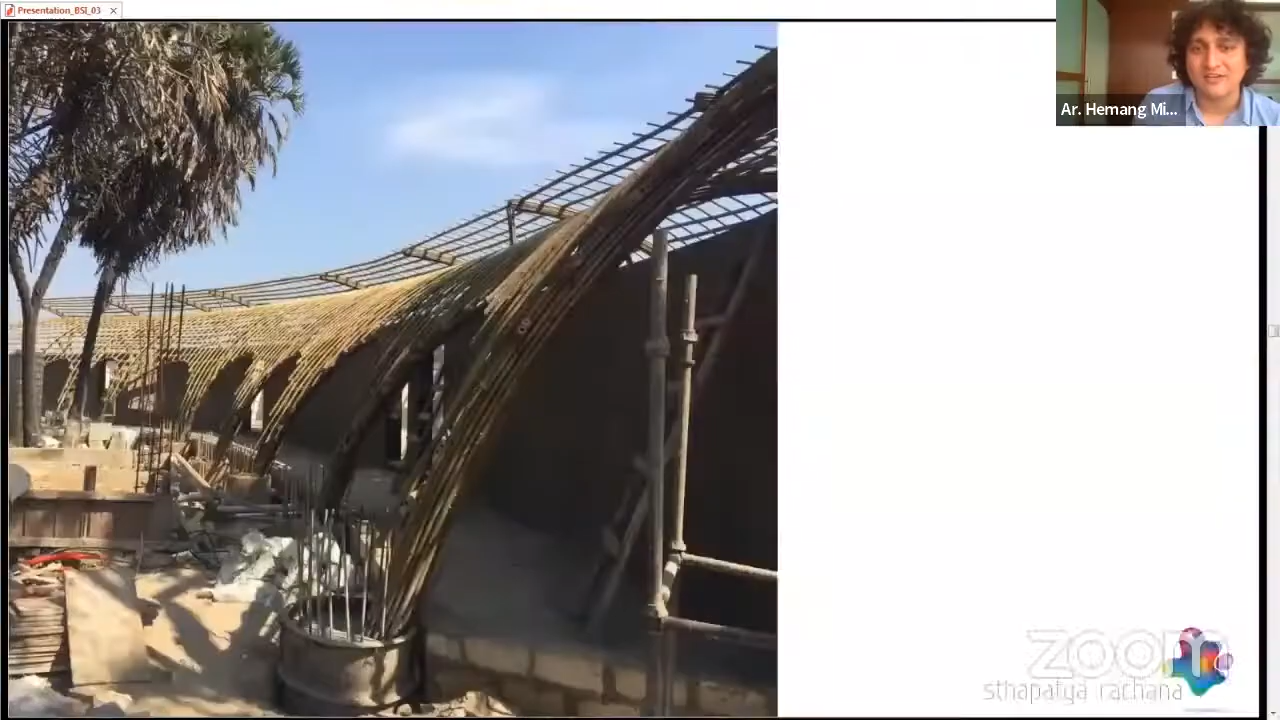 Presentation_BSI_03
Ar. Hemang Mi...
zoom
sthapatya rachana